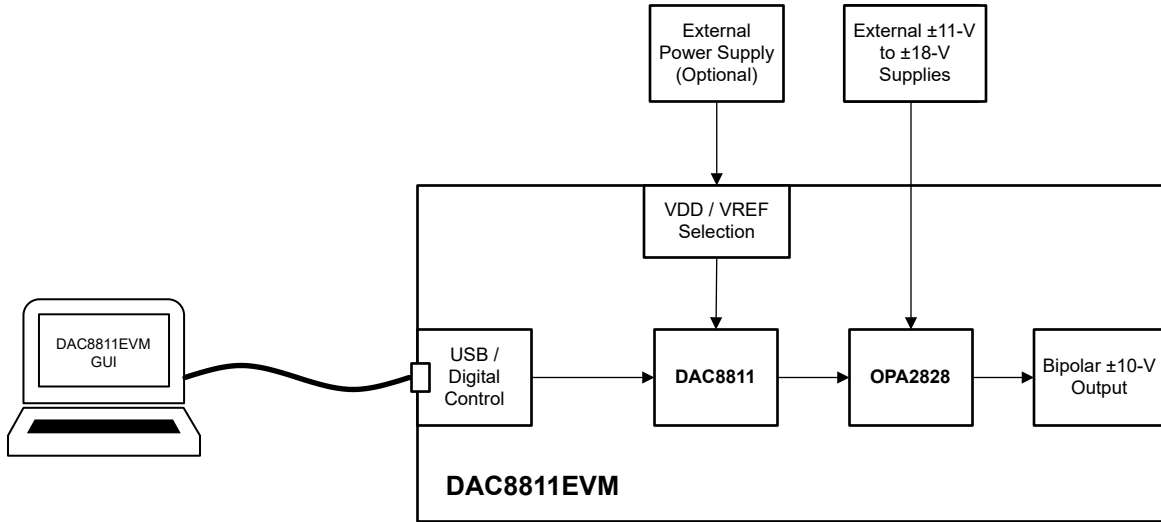 External
Power Supply
(Optional)
External ±11-V
to ±18-V
Supplies
VDD / VREF
Selection
DAC8811EVM
GUI
USB /
Digital
Control
DAC8811
OPA2828
Bipolar ±10-V
Output
DAC8811EVM